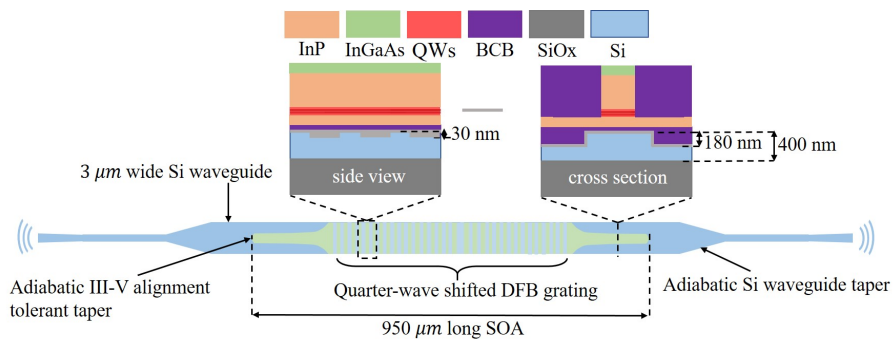 InP InGaAs QWs BCB SiOx Si
30 nm
180 nm
400 nm
side view
cross section
3 μm wide Si waveguide
Adiabatic III-V alignment
tolerant taper
Quarter-wave shifted DFB grating
Adiabatic Si waveguide taper
950 μm long SOA